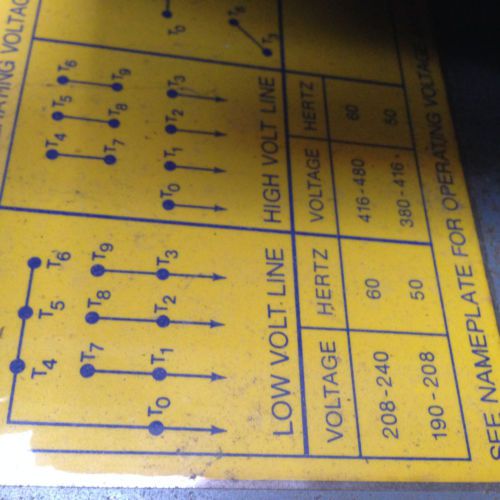 T4 T5 T6
T7 T8 T9
T0 T1 T2 T3
LOW VOLT. LINE
VOLTAGE HERTZ
208-240 60
190-208 50
T4 T5 T6
T7 T8 T9
T0 T1 T2 T3
HIGH VOLT LINE
VOLTAGE HERTZ
416-480 60
380-416 50
SEE NAMEPLATE FOR OPERATING VOLTAGE